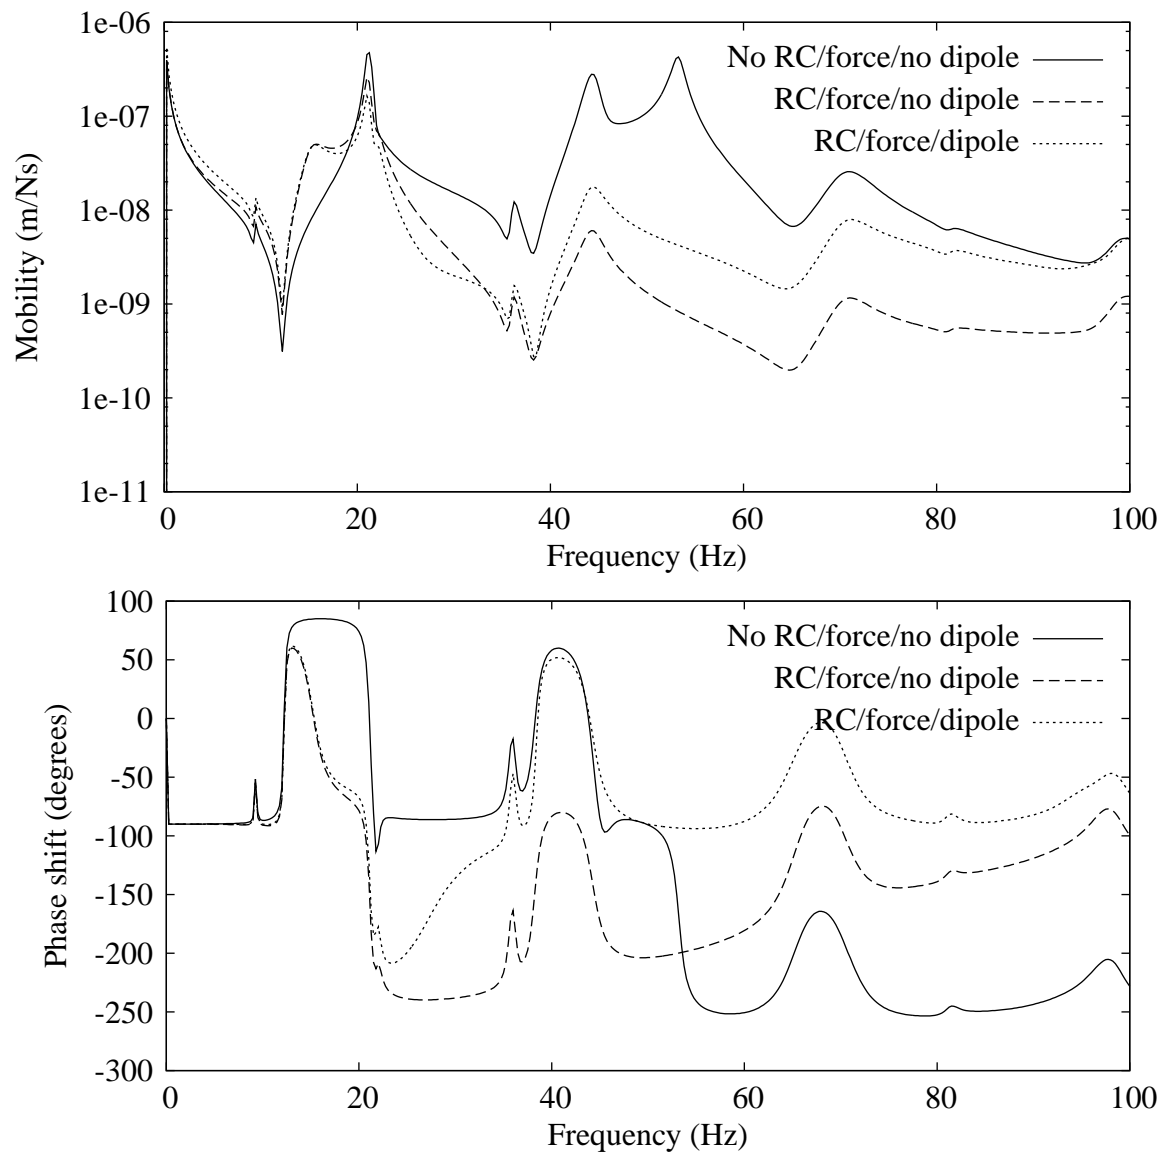 1e-06
1e-07
1e-08
1e-09
1e-10
1e-11
Mobility (m/Ns)
No RC/force/no dipole
RC/force/no dipole
RC/force/dipole
0 20 40 60 80 100
Frequency (Hz)
100
50
0
-50
-100
-150
-200
-250
-300
Phase shift (degrees)
No RC/force/no dipole
RC/force/no dipole
RC/force/dipole
0 20 40 60 80 100
Frequency (Hz)